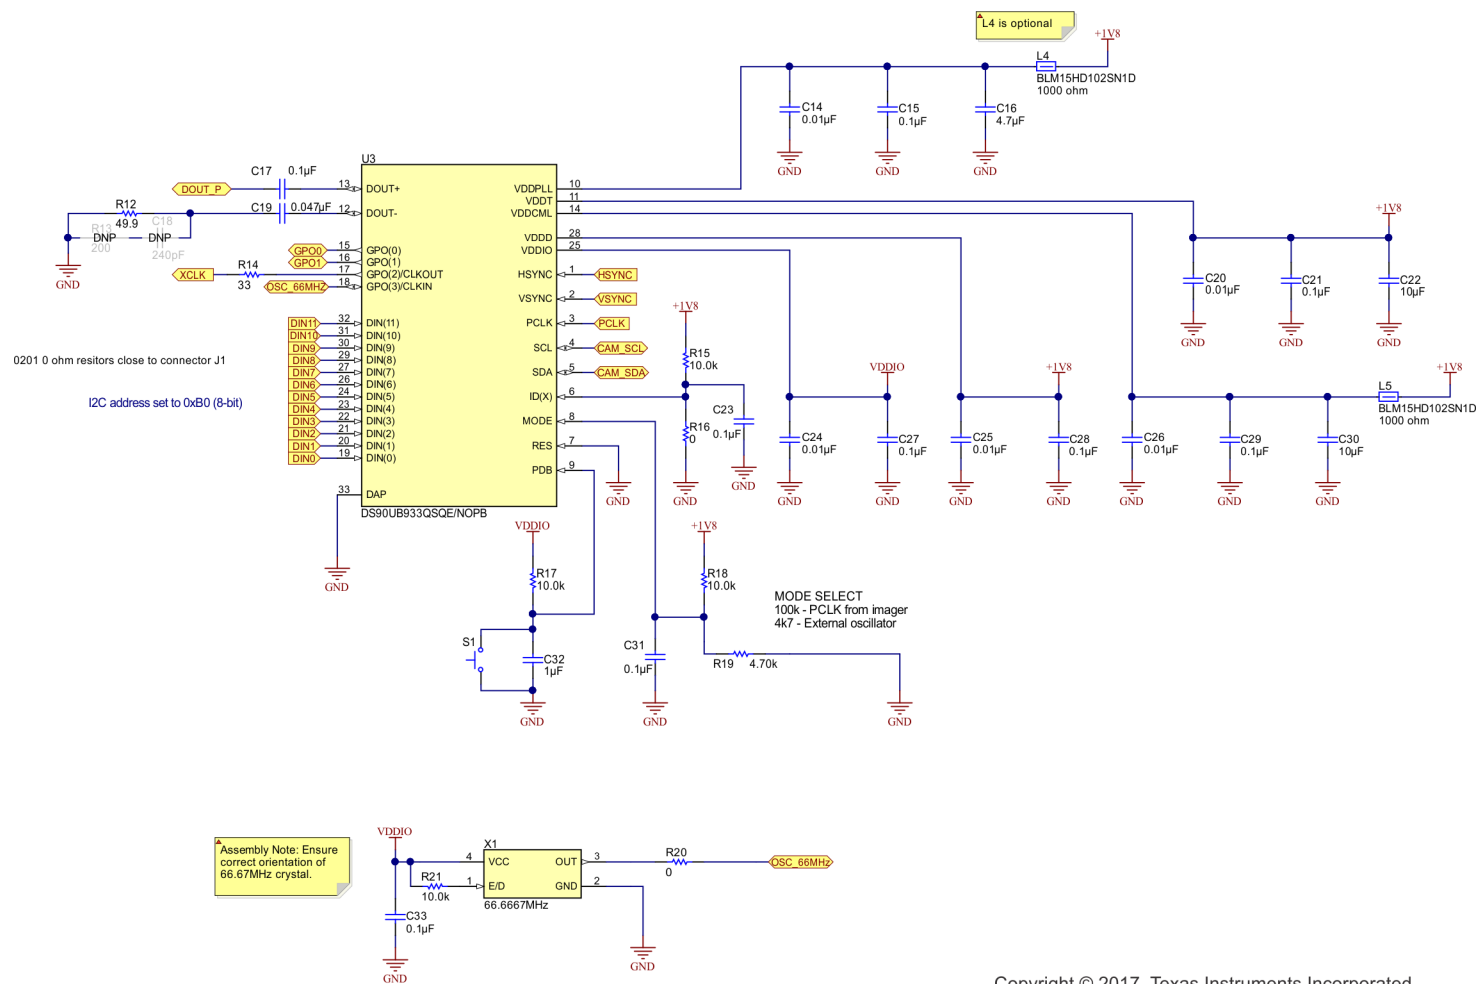 L4 is optional
+1V8
L4
BLM15HD102SN1D
1000 ohm
C14
0.01µF
C15
0.1µF
C16
4.7µF
GND
GND
GND
U3
C17
0.1µF
DOUT_P
13
DOUT+
VDDPLL
10
VDDT
11
R12
49.9
C19
0.047µF
12
DOUT-
VDDCML
14
+1V8
R13
DNP
200
C18
DNP
240pF
GND
VDDD
28
VDDIO
25
GPO0
15
GPO(0)
GPO1
16
GPO(1)
XCLK
R14
33
17
GPO(2)/CLKOUT
HSYNC
1
HSYNC
OSC_66MHZ
18
GPO(3)/CLKIN
VSYNC
2
VSYNC
C20
0.01µF
C21
0.1µF
C22
10µF
GND
GND
GND
DIN11
32
DIN(11)
PCLK
3
PCLK
DIN10
31
DIN(10)
DIN9
30
DIN(9)
SCL
4
CAM_SCL
DIN8
29
DIN(8)
DIN7
27
DIN(7)
SDA
5
CAM_SDA
DIN6
26
DIN(6)
DIN5
24
DIN(5)
ID(X)
6
DIN4
23
DIN(4)
DIN3
22
DIN(3)
MODE
8
DIN2
21
DIN(2)
DIN1
20
DIN(1)
RES
7
DIN0
19
DIN(0)
PDB
9
33
DAP
DS90UB933QSQE/NOPB
0201 0 ohm resitors close to connector J1
I2C address set to 0xB0 (8-bit)
+1V8
R15
10.0k
R16
0
C23
0.1µF
GND
GND
GND
VDDIO
C24
0.01µF
C27
0.1µF
GND
GND
+1V8
C25
0.01µF
C28
0.1µF
GND
GND
+1V8
L5
BLM15HD102SN1D
1000 ohm
C26
0.01µF
C29
0.1µF
C30
10µF
GND
GND
GND
GND
VDDIO
R17
10.0k
S1
C32
1µF
GND
+1V8
R18
10.0k
C31
0.1µF
GND
R19
4.70k
GND
MODE SELECT
100k - PCLK from imager
4k7 - External oscillator
Assembly Note: Ensure
correct orientation of
66.67MHz crystal.
VDDIO
X1
4
VCC
OUT
3
R20
0
OSC_66MHz
R21
10.0k
1
E/D
GND
2
66.6667MHz
C33
0.1µF
GND
GND
Copyright © 2017, Texas Instruments Incorporated